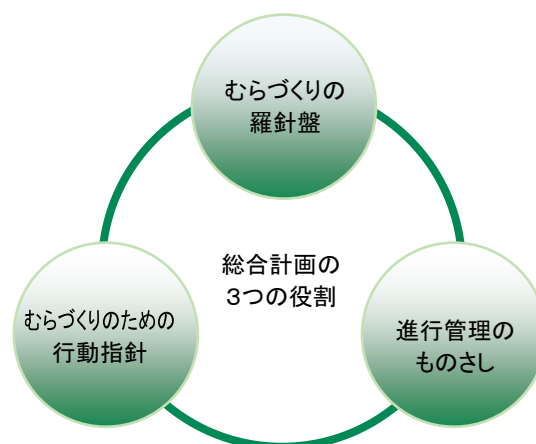 むらづくりの
羅針盤
総合計画の
3つの役割
むらづくりのための
行動指針
進行管理の
ものさし